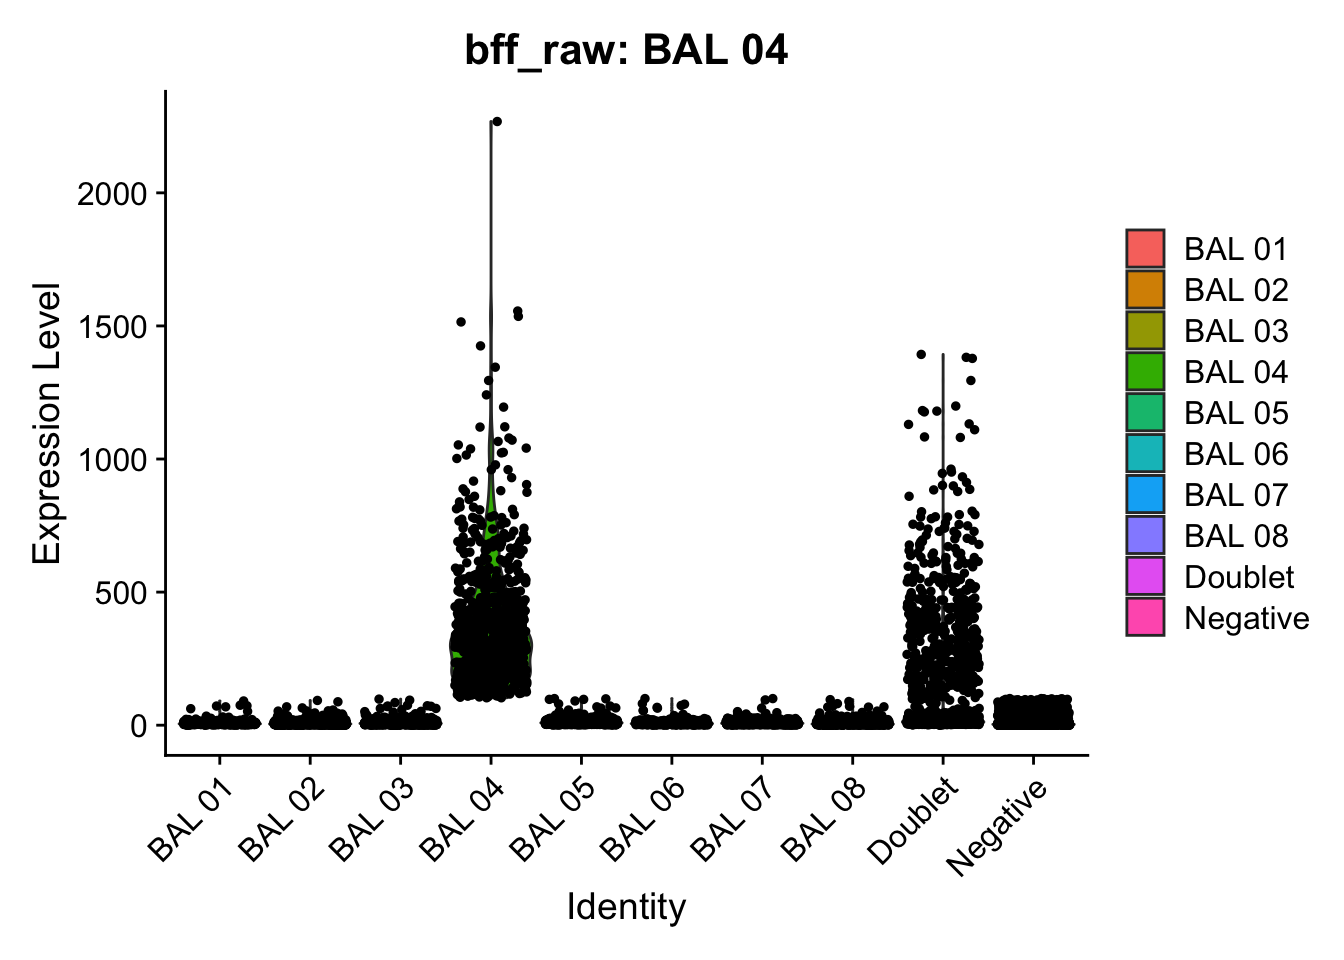 bff_raw: BAL 04
Expression Level
2000
1500
1000
500
0
BAL 01
BAL 02
BAL 03
BAL 04
BAL 05
BAL 06
BAL 07
BAL 08
Doublet
Negative
Identity
BAL 01
BAL 02
BAL 03
BAL 04
BAL 05
BAL 06
BAL 07
BAL 08
Doublet
Negative